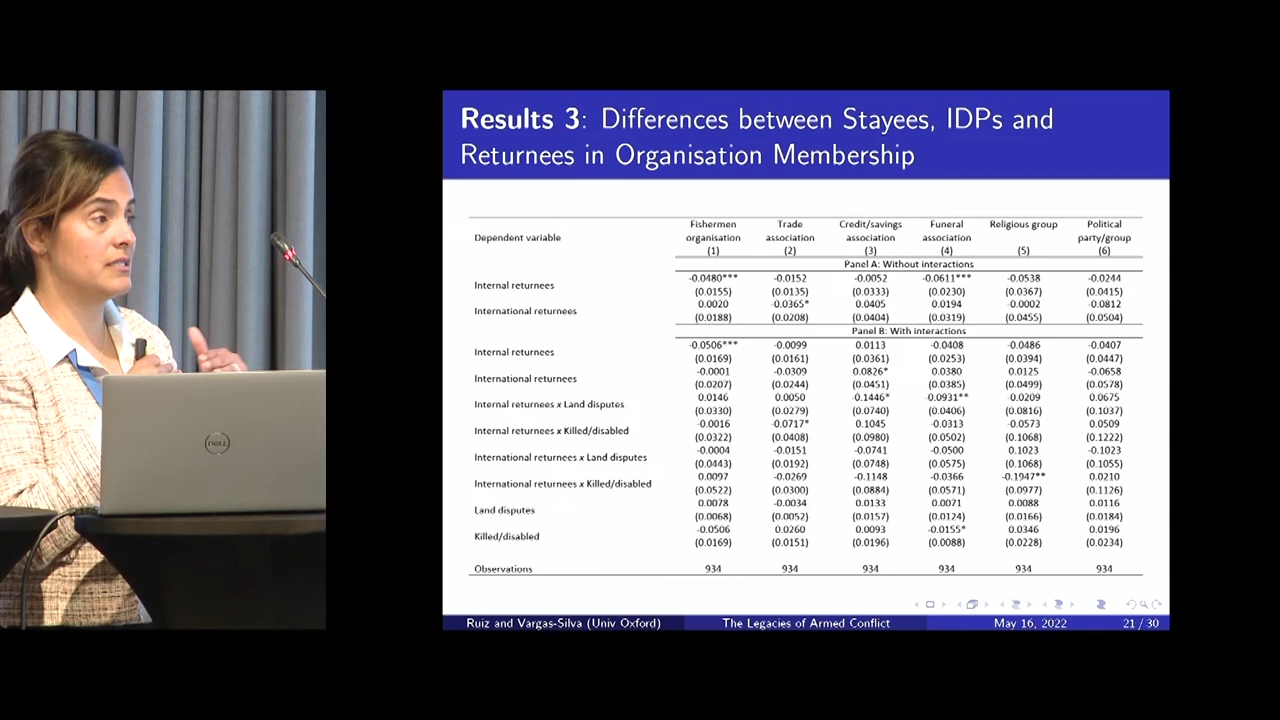 Results 3: Differences between Stayees, IDPs and
Returnees in Organisation Membership
Dependent variable
Fishermen organisation (1)
Trade association (2)
Credit/savings association (3)
Funeral association (4)
Religious group (5)
Political party/group (6)
Panel A: Without interactions
Internal returnees -0.0480*** -0.0152 -0.0052 -0.0611*** -0.0538 -0.0244
(0.0155) (0.0135) (0.0333) (0.0230) (0.0367) (0.0415)
International returnees 0.0020 -0.0365* 0.0405 0.0194 -0.0002 -0.0812
(0.0188) (0.0208) (0.0404) (0.0319) (0.0455) (0.0504)
Panel B: With interactions
Internal returnees -0.0506*** -0.0099 0.0113 -0.0408 -0.0486 -0.0407
(0.0169) (0.0161) (0.0361) (0.0253) (0.0394) (0.0447)
International returnees -0.0001 -0.0309 0.0826* 0.0380 0.0125 -0.0658
(0.0207) (0.0244) (0.0451) (0.0385) (0.0499) (0.0578)
Internal returnees x Land disputes 0.0146 0.0050 -0.1446* -0.0931** -0.0209 0.0675
(0.0330) (0.0279) (0.0740) (0.0406) (0.0816) (0.1037)
Internal returnees x Killed/disabled -0.0016 -0.0717* 0.1045 -0.0313 -0.0573 0.0509
(0.0322) (0.0408) (0.0980) (0.0502) (0.1068) (0.1222)
International returnees x Land disputes -0.0004 -0.0151 -0.0741 -0.0500 0.1023 -0.1023
(0.0443) (0.0192) (0.0748) (0.0575) (0.1068) (0.1055)
International returnees x Killed/disabled 0.0097 -0.0269 -0.1148 -0.0366 -0.1947** 0.0210
(0.0522) (0.0300) (0.0884) (0.0571) (0.0977) (0.1126)
Land disputes 0.0078 -0.0034 0.0133 0.0071 0.0088 0.0116
(0.0068) (0.0052) (0.0157) (0.0124) (0.0166) (0.0184)
Killed/disabled -0.0506 0.0260 0.0093 -0.0155* 0.0346 0.0196
(0.0169) (0.0151) (0.0196) (0.0088) (0.0228) (0.0234)
Observations 934 934 934 934 934 934
Ruiz and Vargas-Silva (Univ Oxford) The Legacies of Armed Conflict May 16, 2022 21 / 30
DELL